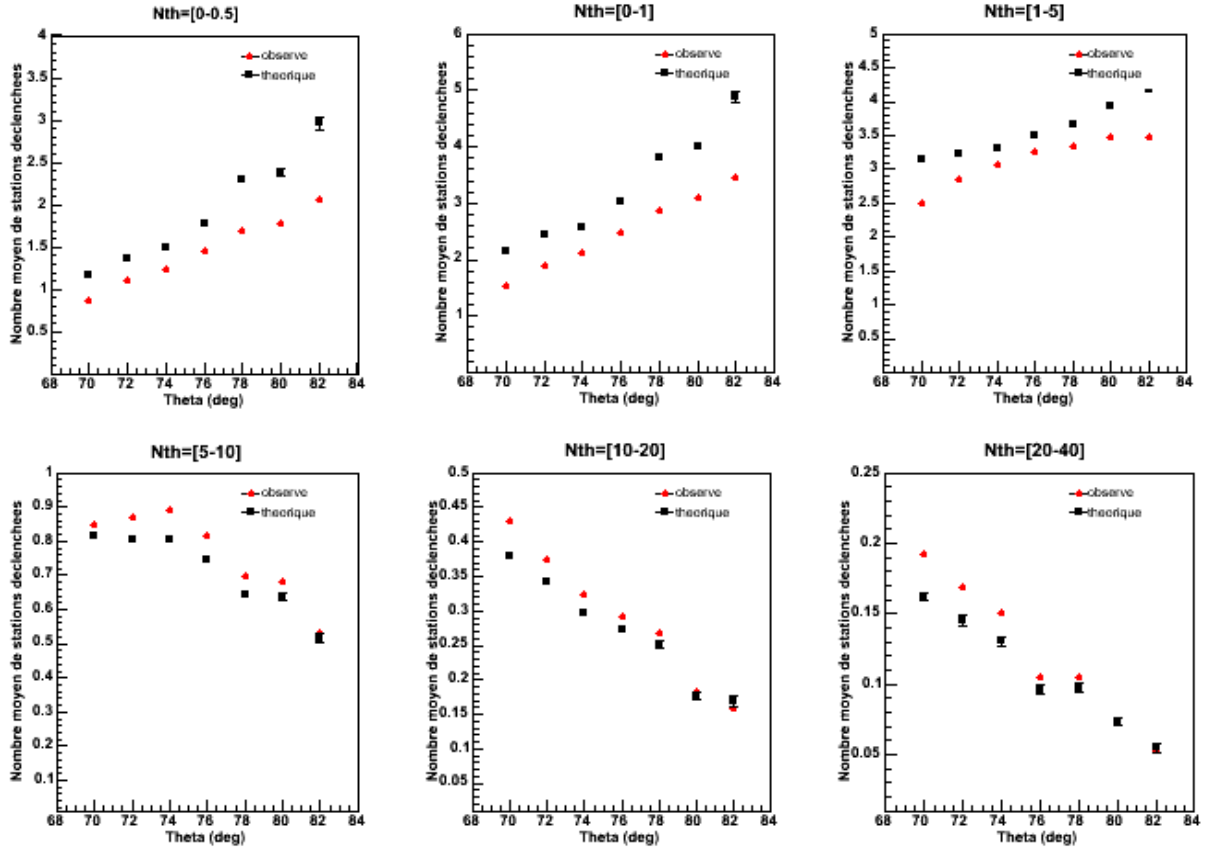 Nth=[0-0.5]
Nombre moyen de stations declenchees
4
3.5
3
2.5
2
1.5
1
0.5
observe
theorique
68 70 72 74 76 78 80 82 84
Theta (deg)
Nth=[0-1]
Nombre moyen de stations declenchees
6
5
4
3
2
1
observe
theorique
68 70 72 74 76 78 80 82 84
Theta (deg)
Nth=[1-5]
Nombre moyen de stations declenchees
5
4.5
4
3.5
3
2.5
2
1.5
1
0.5
observe
theorique
68 70 72 74 76 78 80 82 84
Theta (deg)
Nth=[5-10]
Nombre moyen de stations declenchees
1
0.9
0.8
0.7
0.6
0.5
0.4
0.3
0.2
0.1
observe
theorique
68 70 72 74 76 78 80 82 84
Theta (deg)
Nth=[10-20]
Nombre moyen de stations declenchees
0.5
0.45
0.4
0.35
0.3
0.25
0.2
0.15
0.1
0.05
observe
theorique
68 70 72 74 76 78 80 82 84
Theta (deg)
Nth=[20-40]
Nombre moyen de stations declenchees
0.25
0.2
0.15
0.1
0.05
observe
theorique
68 70 72 74 76 78 80 82 84
Theta (deg)